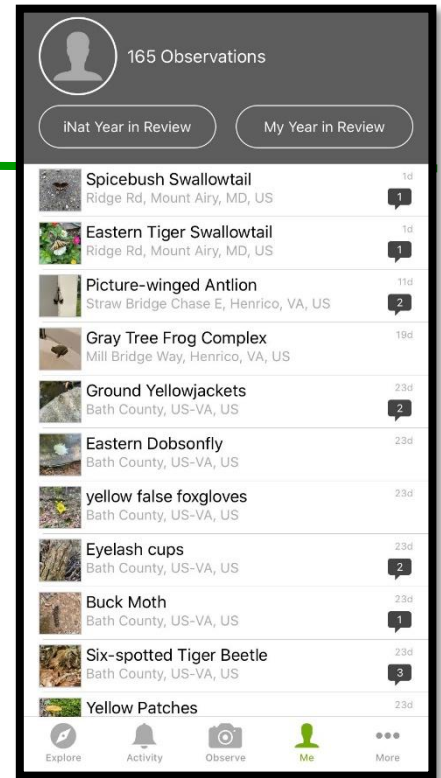 165 Observations
iNat Year in Review
My Year in Review
Spicebush Swallowtail
1d
Ridge Rd, Mount Airy, MD, US
1
Eastern Tiger Swallowtail
1d
Ridge Rd, Mount Airy, MD, US
1
Picture-winged Antlion
11d
Straw Bridge Chase E, Henrico, VA, US
2
Gray Tree Frog Complex
19d
Mill Bridge Way, Henrico, VA, US
Ground Yellowjackets
23d
Bath County, US-VA, US
2
Eastern Dobsonfly
23d
Bath County, US-VA, US
yellow false foxgloves
23d
Bath County, US-VA, US
Eyelash cups
23d
Bath County, US-VA, US
2
Buck Moth
23d
Bath County, US-VA, US
1
Six-spotted Tiger Beetle
23d
Bath County, US-VA, US
3
Yellow Patches
23d
Explore
Activity
Observe
Me
More